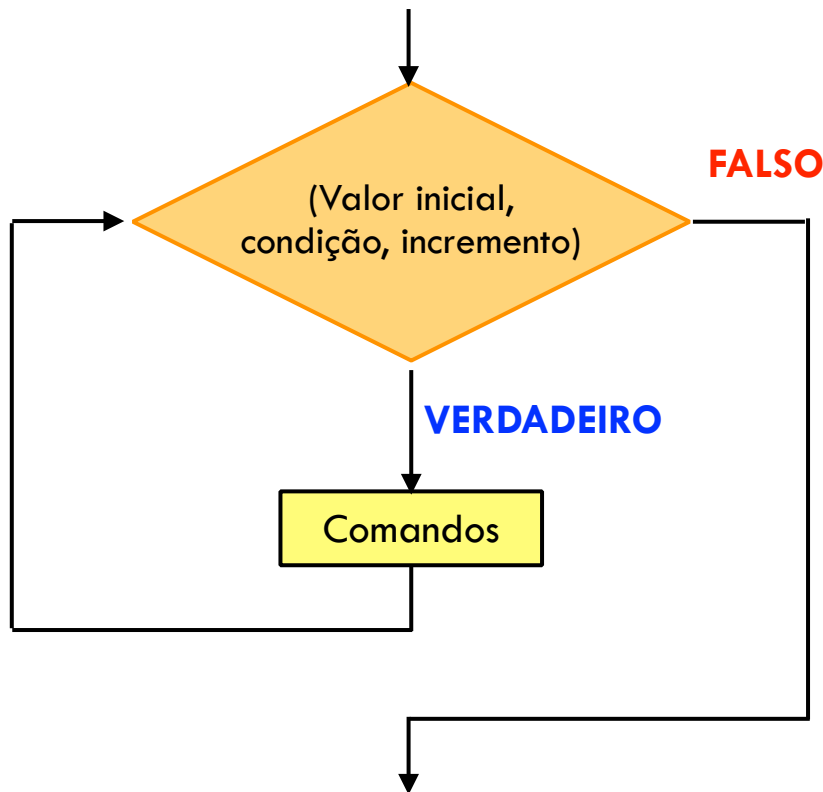 FALSO
(Valor inicial,
condição, incremento)
VERDADEIRO
Comandos